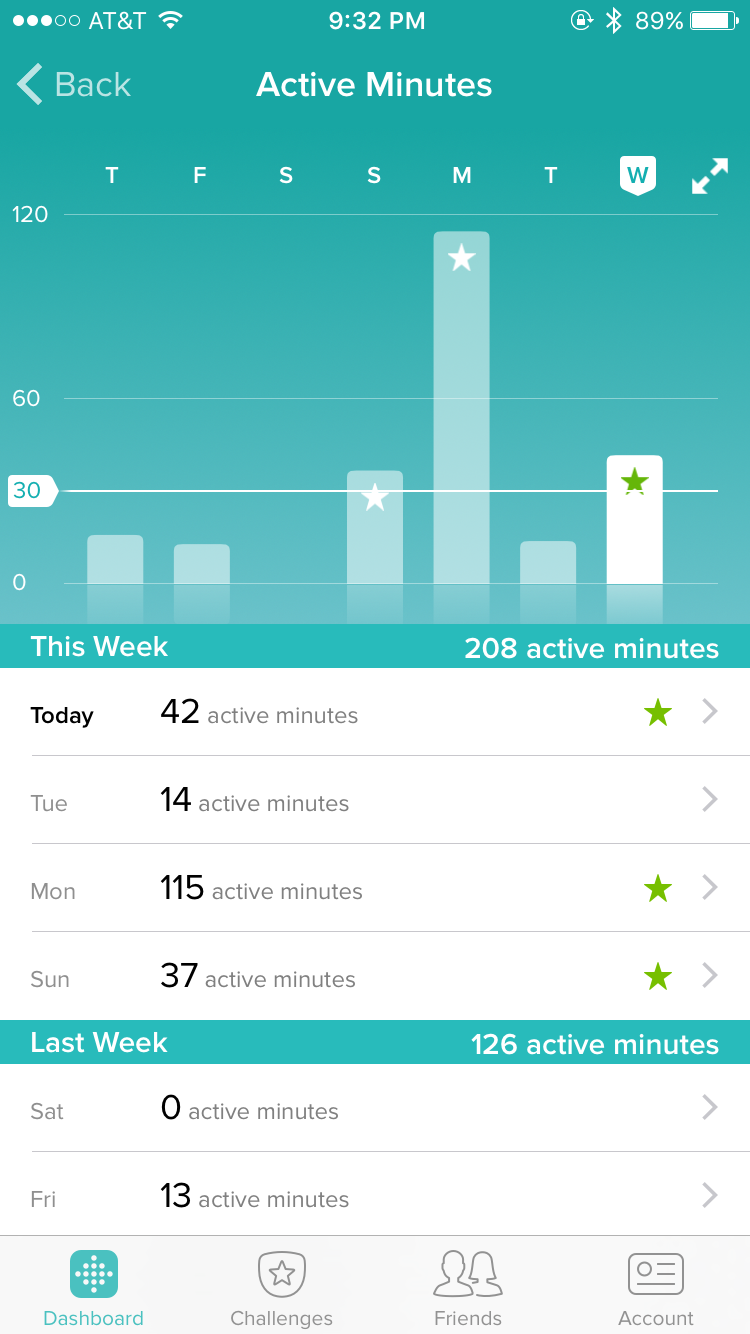 AT&T 9:32 PM 89%
Back Active Minutes
T F S S M T W
120
60
30
0
This Week 208 active minutes
Today 42 active minutes
Tue 14 active minutes
Mon 115 active minutes
Sun 37 active minutes
Last Week 126 active minutes
Sat 0 active minutes
Fri 13 active minutes
Dashboard Challenges Friends Account